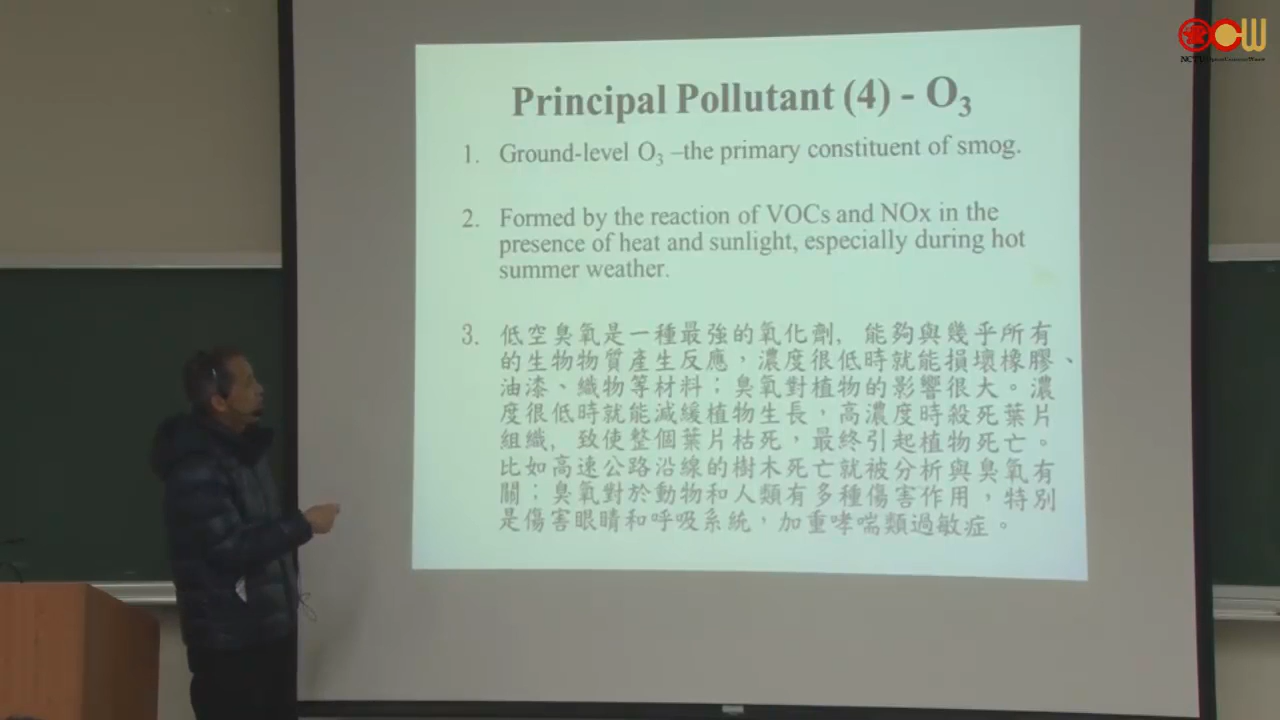 Principal Pollutant (4) - O₃
1. Ground-level O₃ –the primary constituent of smog.
2. Formed by the reaction of VOCs and NOx in the
presence of heat and sunlight, especially during hot
summer weather.
3. 低空臭氧是一種最強的氧化劑，能夠與幾乎所有
的生物物質產生反應，濃度很低時就能損壞橡膠、
油漆、織物等材料；臭氧對植物的影響很大。濃
度很低時就能減緩植物生長，高濃度時殺死葉片
組織，致使整個葉片枯死，最終引起植物死亡。
比如高速公路沿線的樹木死亡就被分析與臭氧有
關；臭氧對於動物和人類有多種傷害作用，特別
是傷害眼睛和呼吸系統，加重哮喘類過敏症。
OCW
NCTU OpenCourseWare